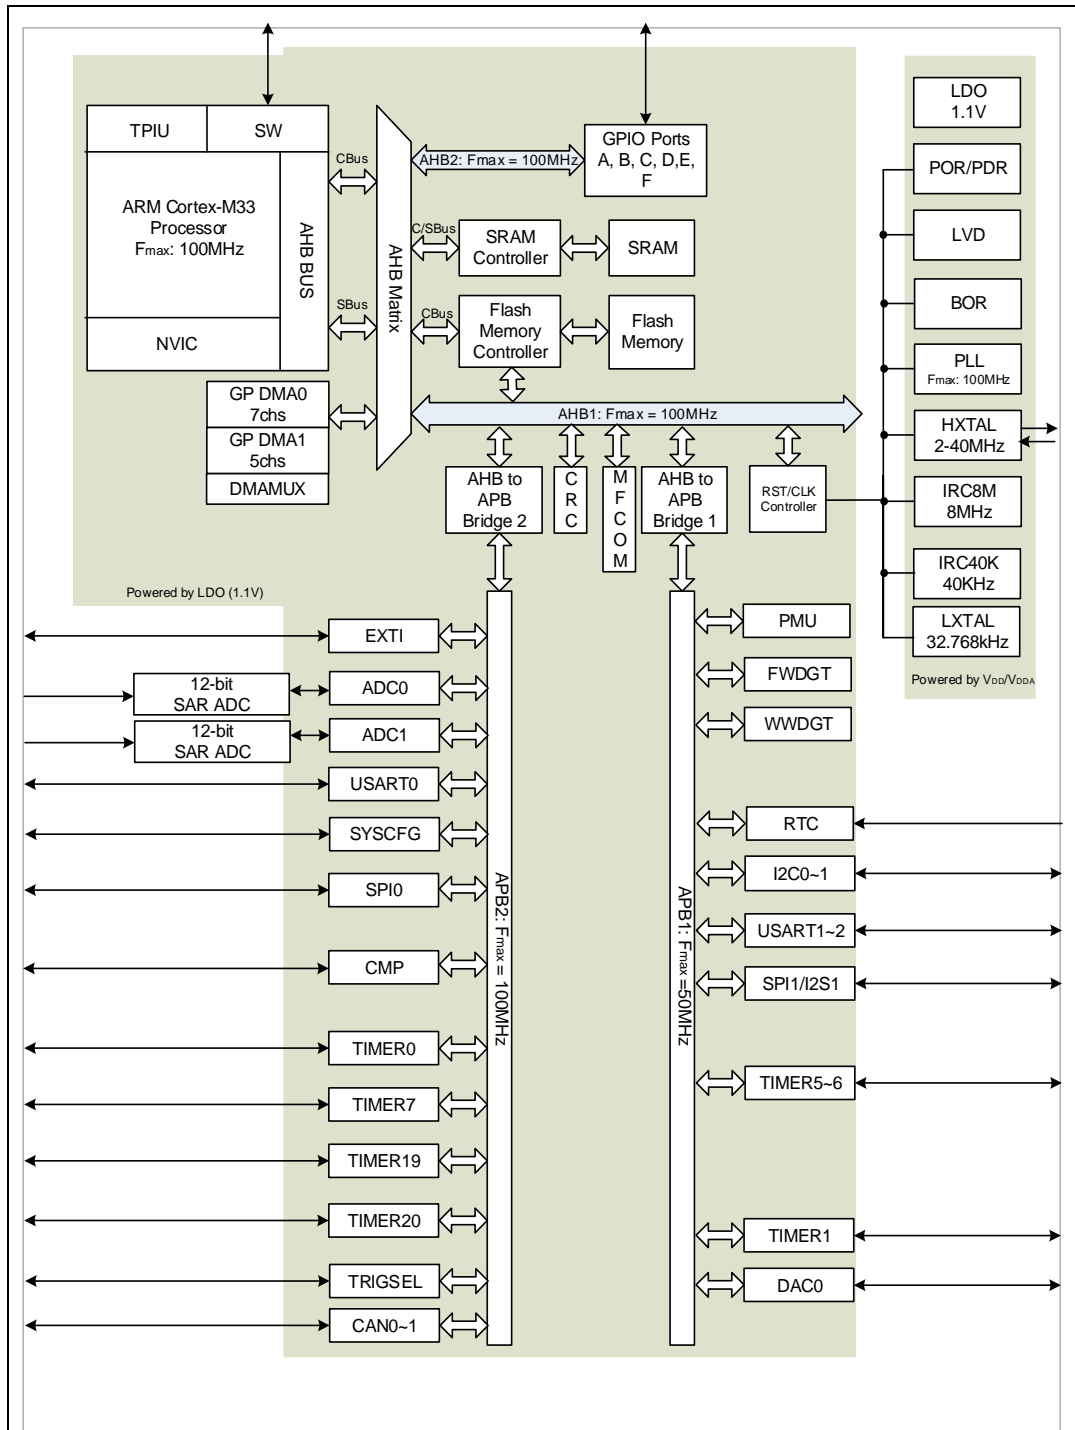 TPIU
SW
ARM Cortex-M33
Processor
Fmax: 100MHz
AHB BUS
NVIC
GP DMA0
7chs
GP DMA1
5chs
DMAMUX
CBus
SBus
AHB Matrix
AHB2: Fmax = 100MHz
GPIO Ports
A, B, C, D,E,
F
C/SBus
SRAM
Controller
SRAM
CBus
Flash
Memory
Controller
Flash
Memory
AHB1: Fmax = 100MHz
AHB to
APB
Bridge 2
C
R
C
M
F
C
O
M
AHB to
APB
Bridge 1
RST/CLK
Controller
LDO
1.1V
POR/PDR
LVD
BOR
PLL
Fmax: 100MHz
HXTAL
2-40MHz
IRC8M
8MHz
IRC40K
40KHz
LXTAL
32.768kHz
Powered by VDD/VDDA
Powered by LDO (1.1V)
EXTI
12-bit
SAR ADC
ADC0
12-bit
SAR ADC
ADC1
USART0
SYSCFG
SPI0
CMP
TIMER0
TIMER7
TIMER19
TIMER20
TRIGSEL
CAN0~1
APB2: Fmax = 100MHz
APB1: Fmax =50MHz
PMU
FWDGT
WWDGT
RTC
I2C0~1
USART1~2
SPI1/I2S1
TIMER5~6
TIMER1
DAC0